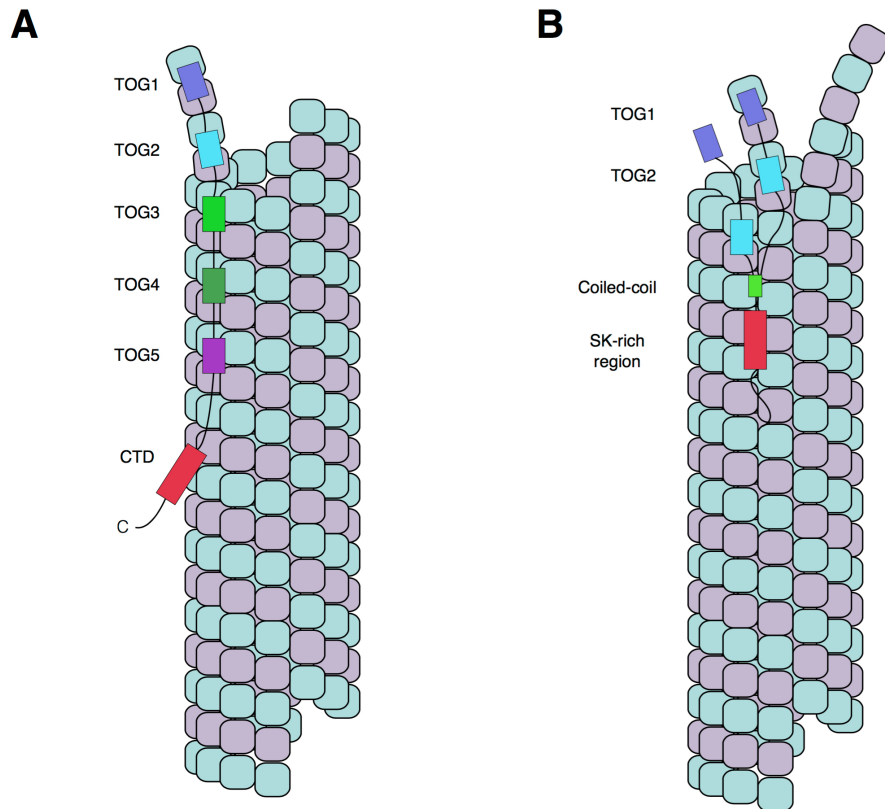 A
TOG1
TOG2
TOG3
TOG4
TOG5
CTD
C
B
TOG1
TOG2
Coiled-coil
SK-rich
region